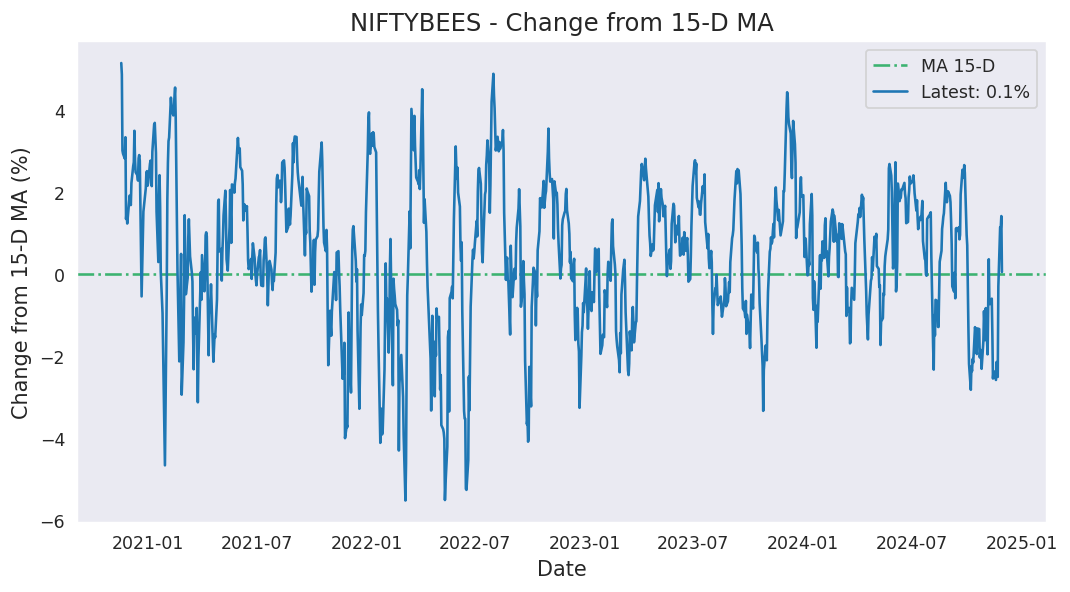 NIFTYBEES - Change from 15-D MA
MA 15-D
Latest: 0.1%
Change from 15-D MA (%)
4
2
0
−2
−4
−6
2021-01 2021-07 2022-01 2022-07 2023-01 2023-07 2024-01 2024-07 2025-01
Date